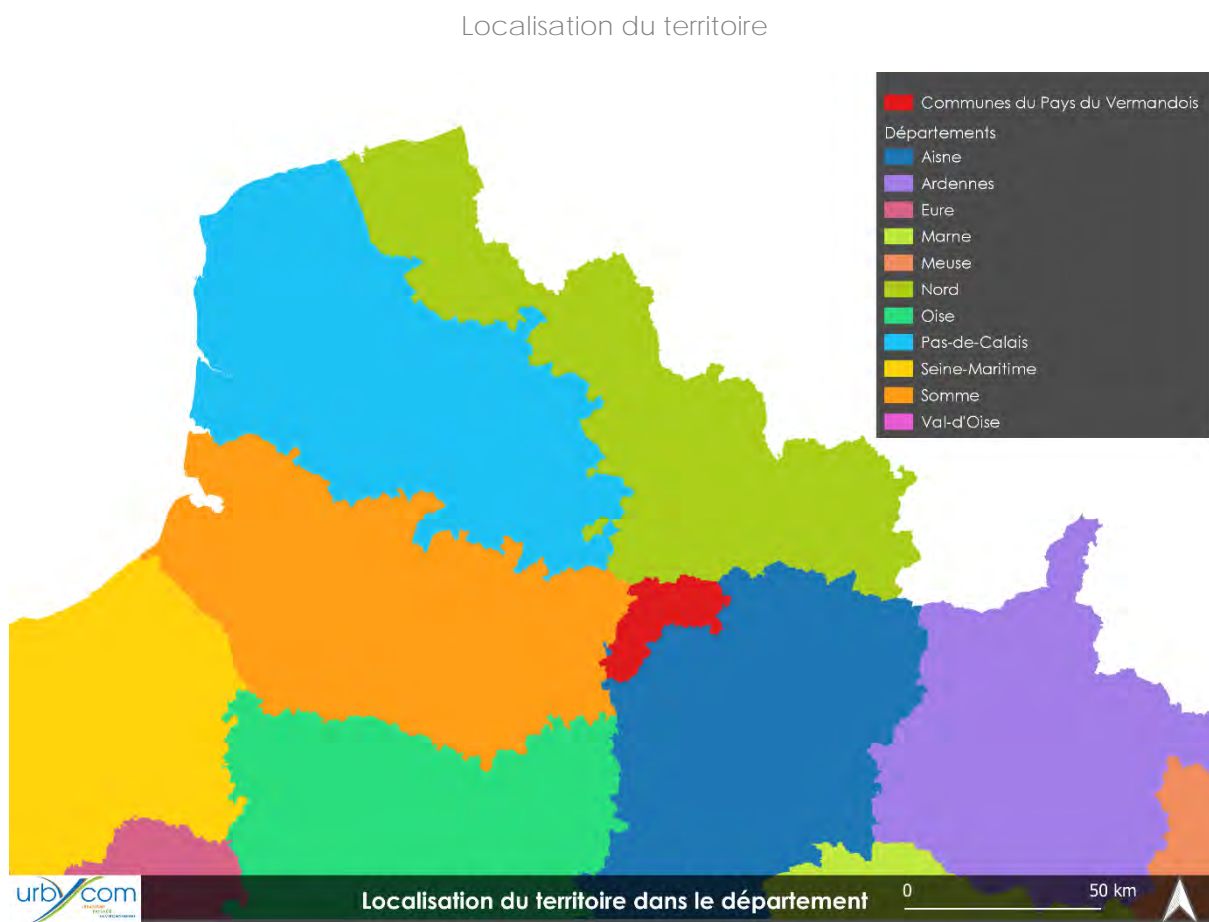 Localisation du territoire
Communes du Pays du Vermandois
Départements
Aisne
Ardennes
Eure
Marne
Meuse
Nord
Oise
Pas-de-Calais
Seine-Maritime
Somme
Val-d'Oise
urbycom
Localisation du territoire dans le département
0 50 km